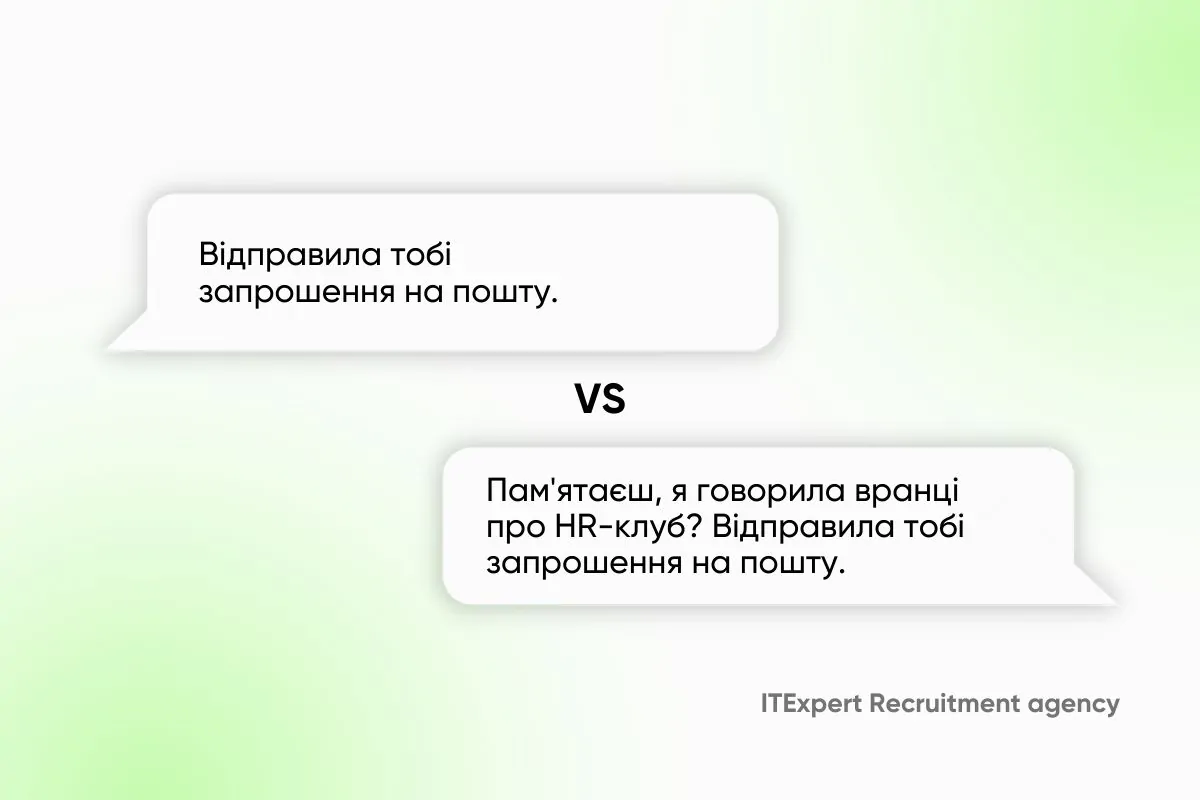 Відправила тобі
запрошення на пошту.
VS
Пам'ятаєш, я говорила вранці
про HR-клуб? Відправила тобі
запрошення на пошту.
ITExpert Recruitment agency